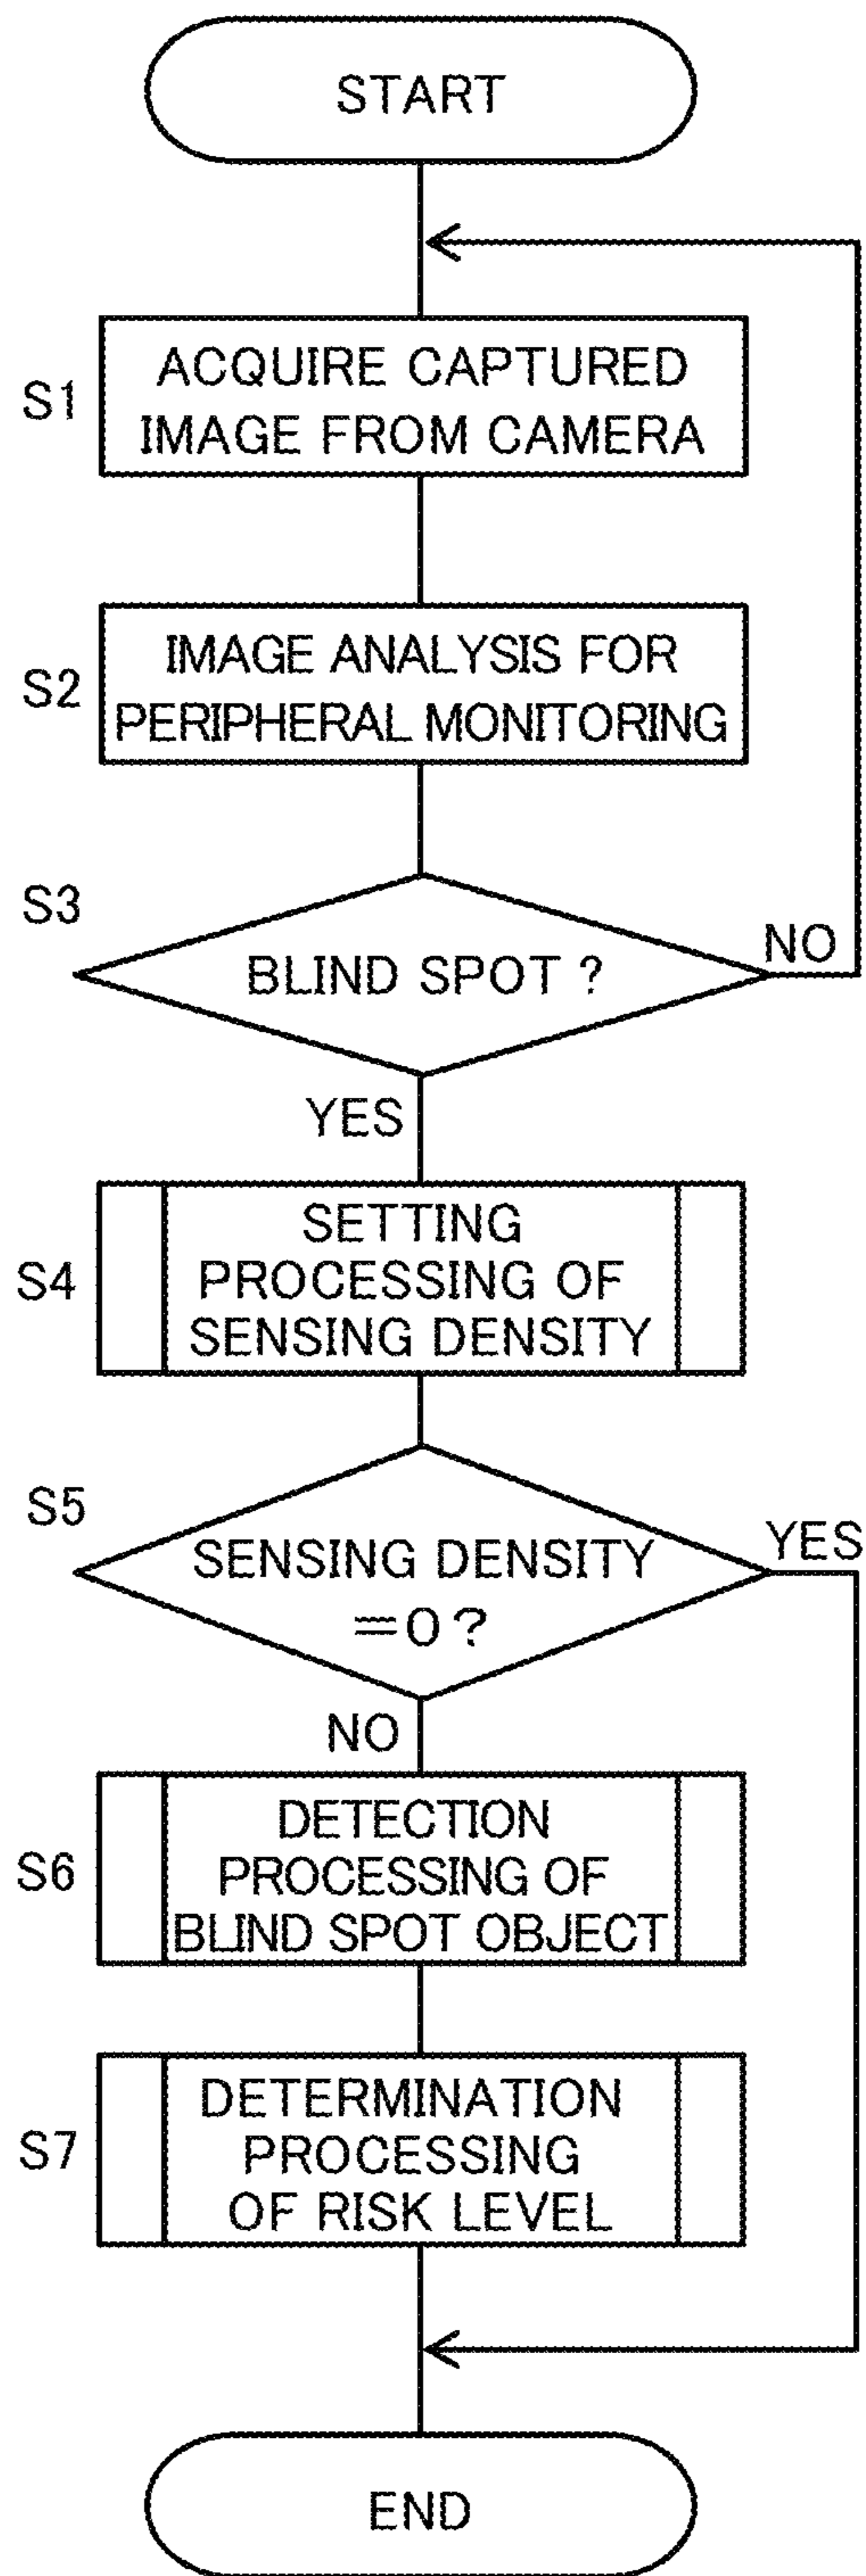 START
S1
ACQUIRE CAPTURED
IMAGE FROM CAMERA
S2
IMAGE ANALYSIS FOR
PERIPHERAL MONITORING
S3
BLIND SPOT ?
NO
YES
S4
SETTING
PROCESSING OF
SENSING DENSITY
S5
SENSING DENSITY
=0?
YES
NO
S6
DETECTION
PROCESSING OF
BLIND SPOT OBJECT
S7
DETERMINATION
PROCESSING
OF RISK LEVEL
END